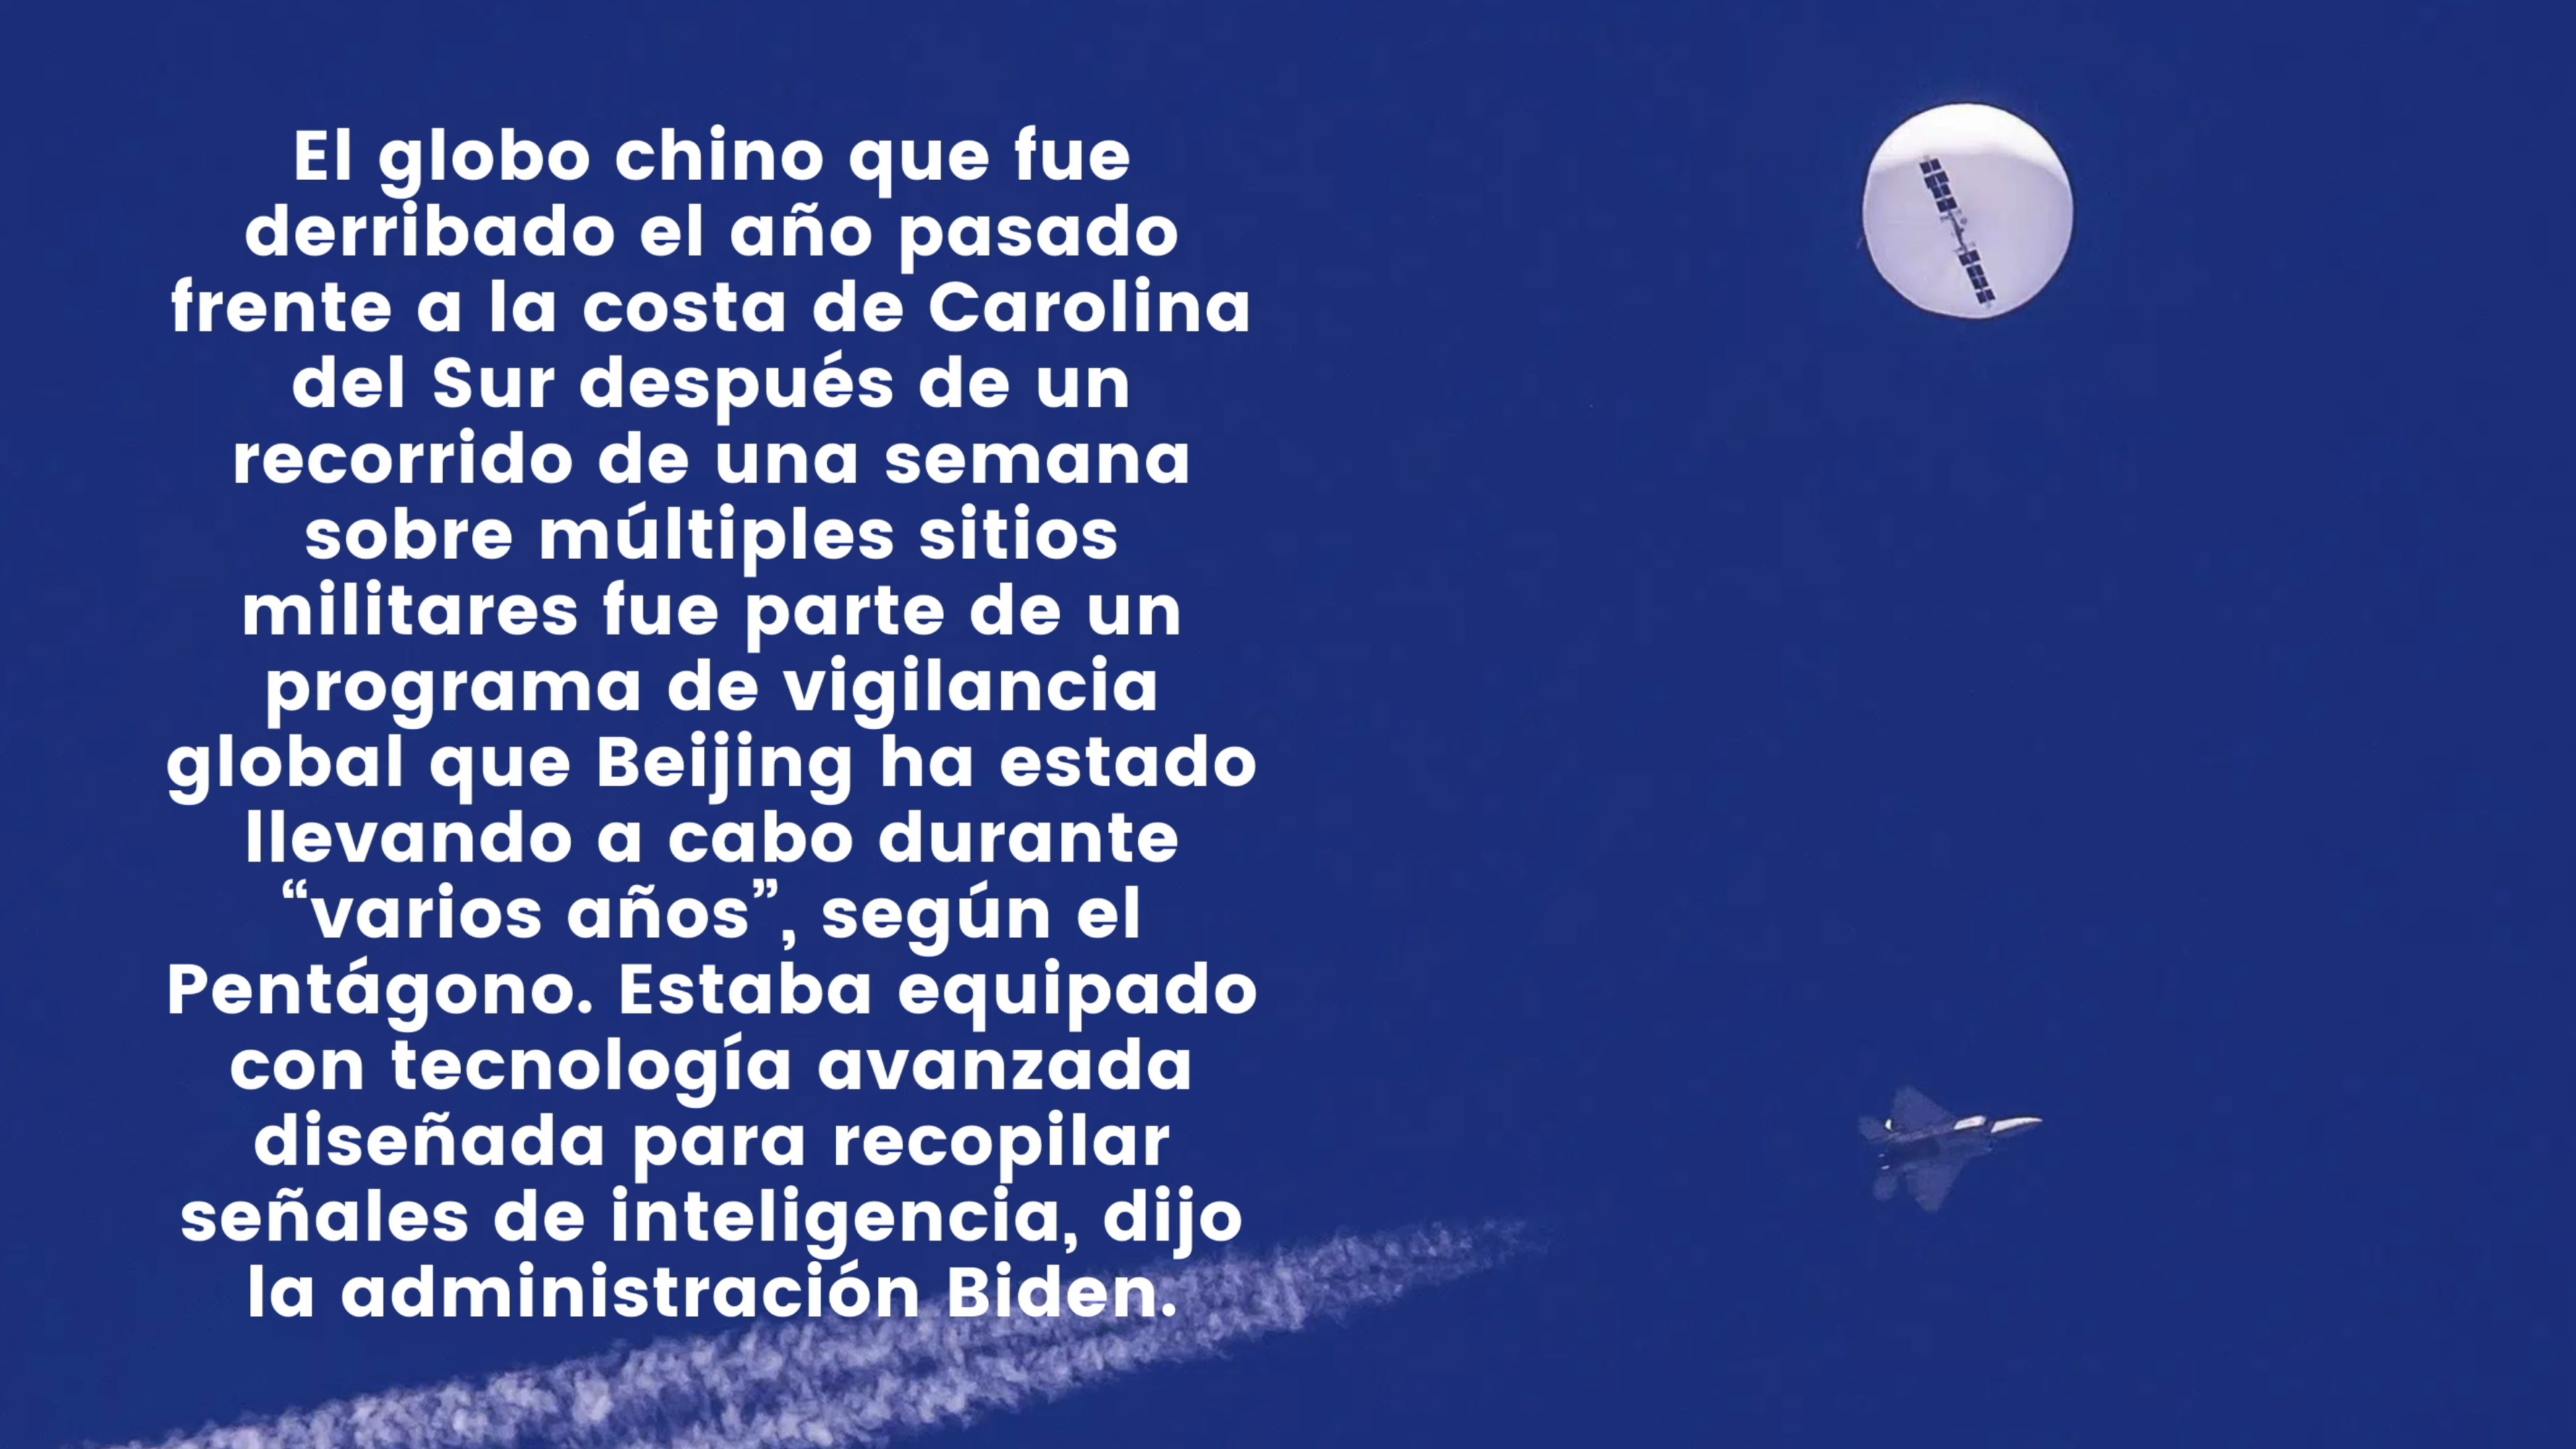 El globo chino que fue
derribado el año pasado
frente a la costa de Carolina
del Sur después de un
recorrido de una semana
sobre múltiples sitios
militares fue parte de un
programa de vigilancia
global que Beijing ha estado
llevando a cabo durante
“varios años”, según el
Pentágono. Estaba equipado
con tecnología avanzada
diseñada para recopilar
señales de inteligencia, dijo
la administración Biden.